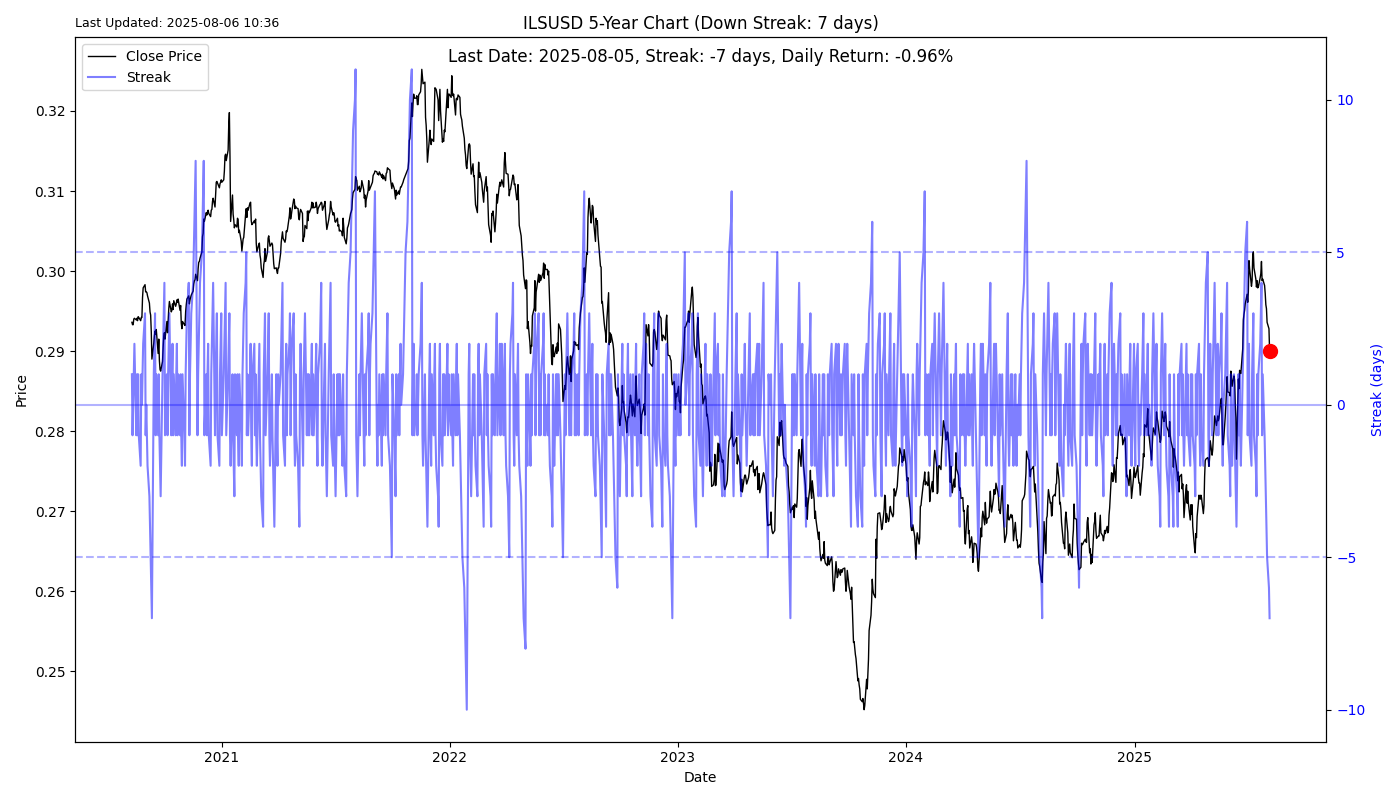 Last Updated: 2025-08-06 10:36
ILSUSD 5-Year Chart (Down Streak: 7 days)
Last Date: 2025-08-05, Streak: -7 days, Daily Return: -0.96%
Close Price
Streak
0.32
0.31
0.30
0.29
0.28
0.27
0.26
0.25
Price
10
5
0
−5
−10
Streak (days)
2021
2022
2023
2024
2025
Date